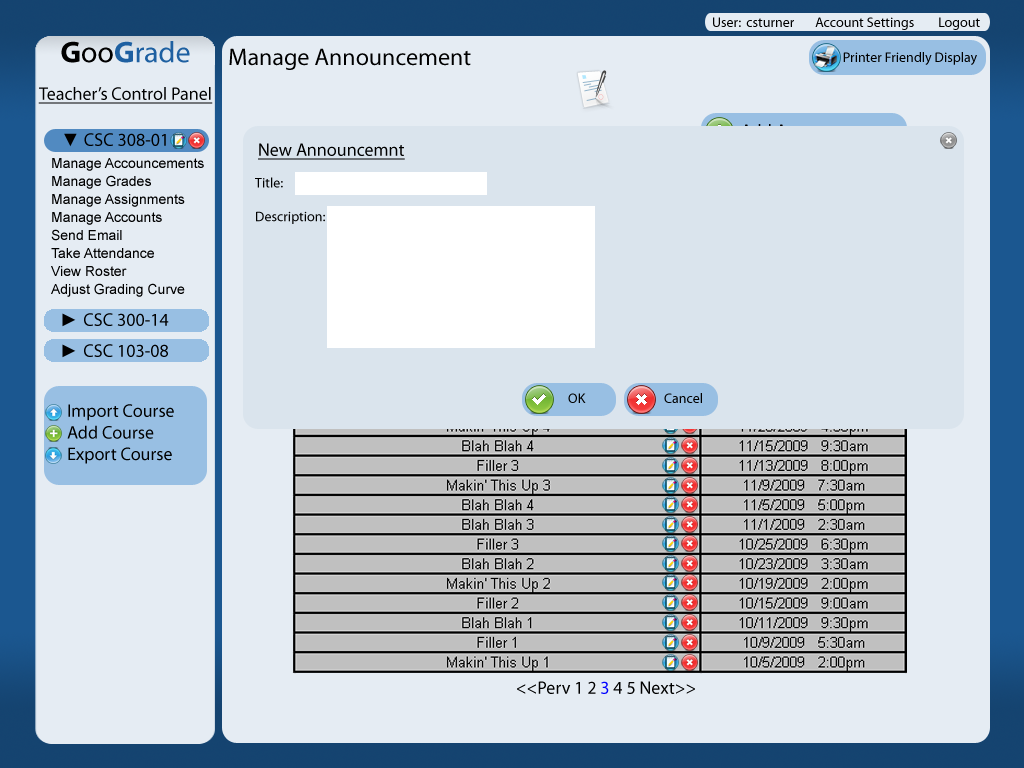 User: csturner Account Settings Logout
GooGrade
Teacher's Control Panel
▼ CSC 308-01
Manage Accouncements
Manage Grades
Manage Assignments
Manage Accounts
Send Email
Take Attendance
View Roster
Adjust Grading Curve
► CSC 300-14
► CSC 103-08
Import Course
Add Course
Export Course
Manage Announcement
Printer Friendly Display
New Announcemnt
Title:
Description:
OK Cancel
Blah Blah 4 11/15/2009 9:30am
Filler 3 11/13/2009 8:00pm
Makin' This Up 3 11/9/2009 7:30am
Blah Blah 4 11/5/2009 5:00pm
Blah Blah 3 11/1/2009 2:30am
Filler 3 10/25/2009 6:30pm
Blah Blah 2 10/23/2009 3:30am
Makin' This Up 2 10/19/2009 2:00pm
Filler 2 10/15/2009 9:00am
Blah Blah 1 10/11/2009 9:30pm
Filler 1 10/9/2009 5:30am
Makin' This Up 1 10/5/2009 2:00pm
<<Perv 1 2 3 4 5 Next>>